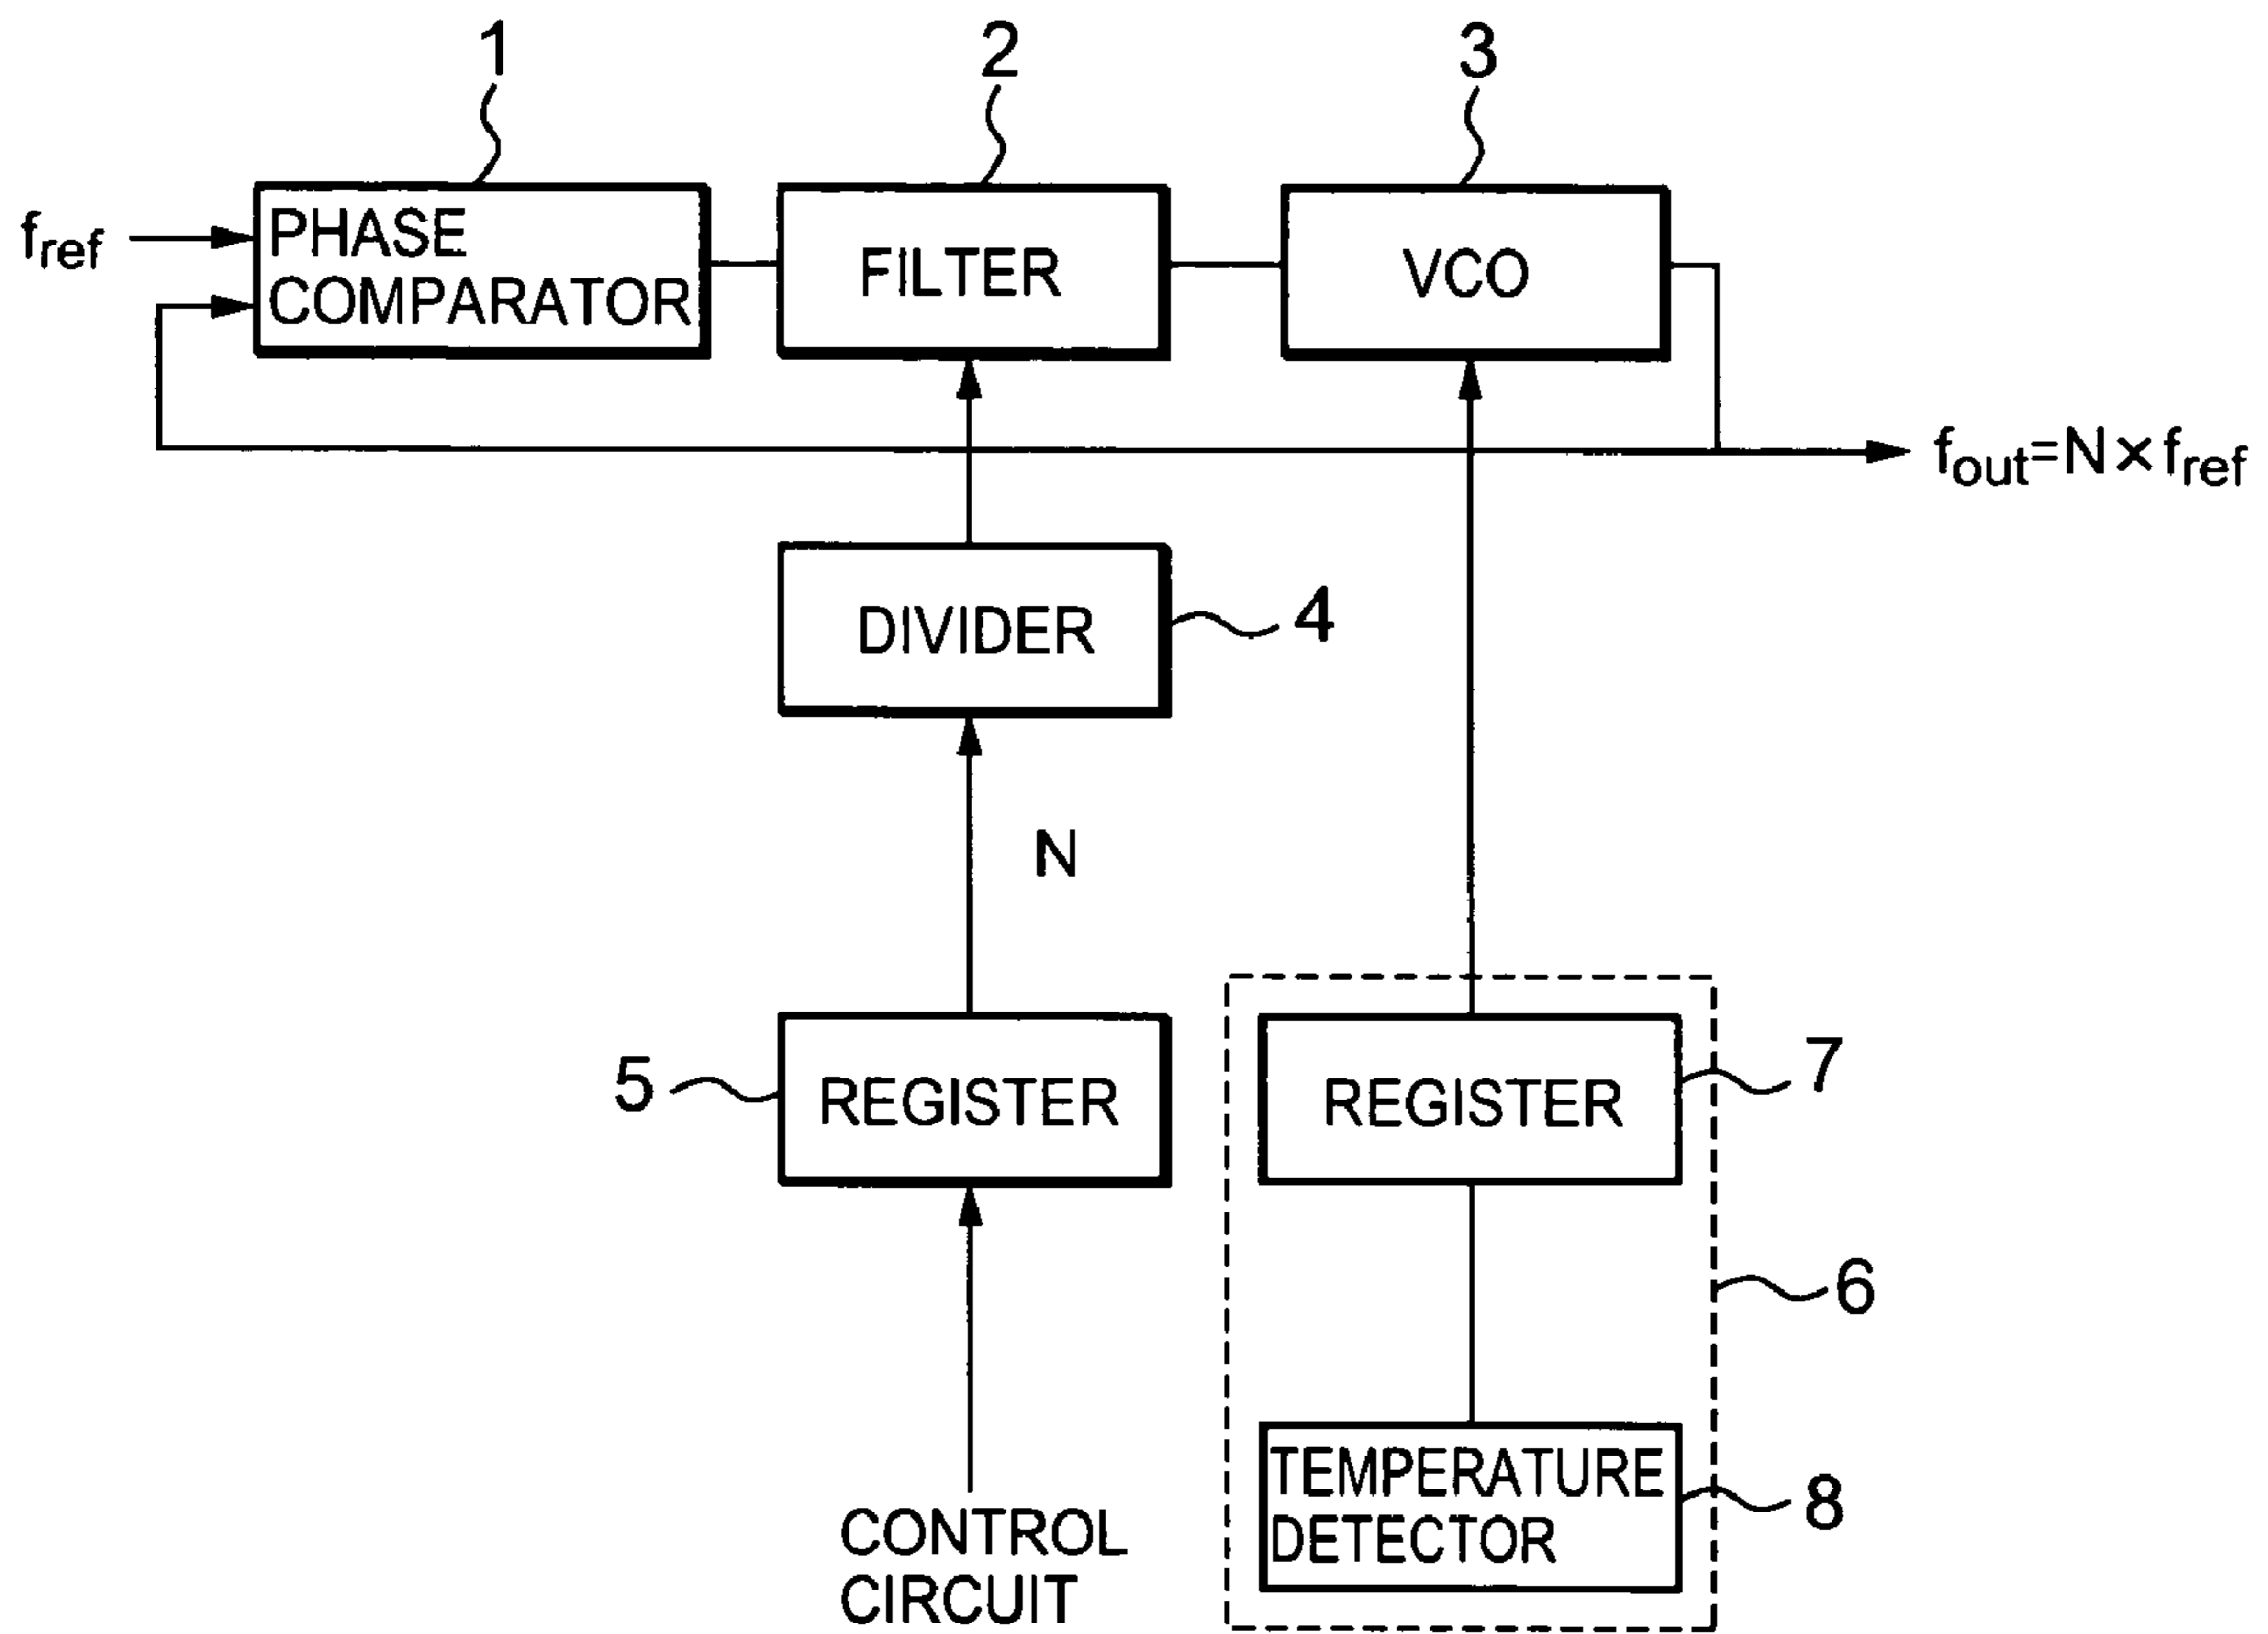 1
2
3
fref
PHASE
COMPARATOR
FILTER
VCO
fout=N×fref
DIVIDER
4
N
5
REGISTER
REGISTER
7
6
TEMPERATURE
DETECTOR
8
CONTROL
CIRCUIT